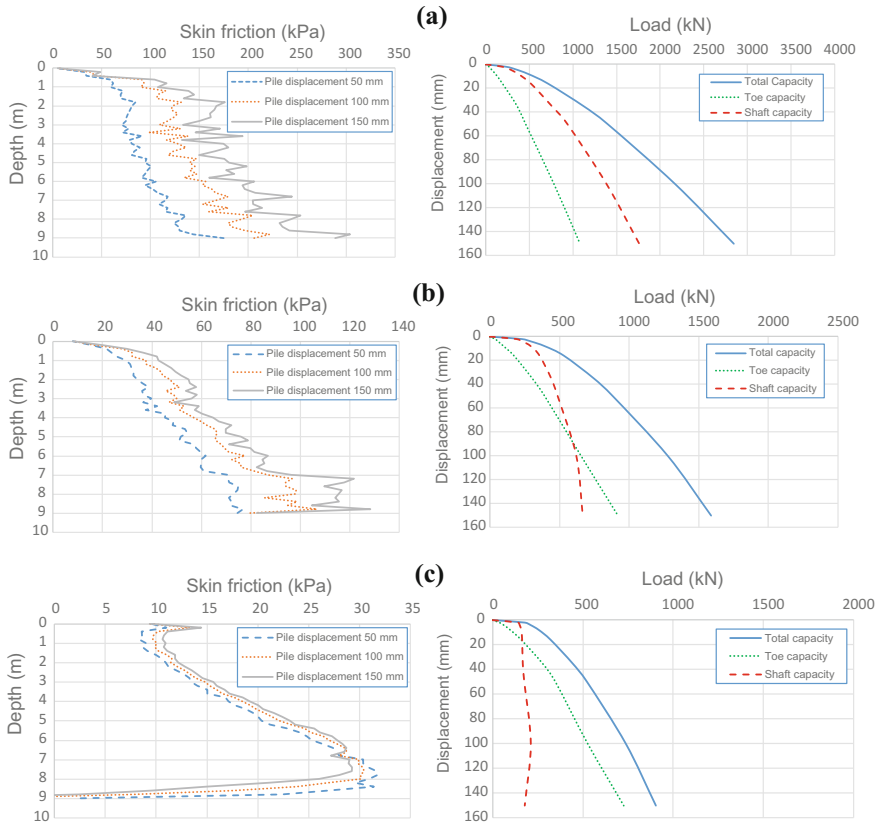 (a)
Skin friction (kPa)
0 50 100 150 200 250 300 350
Depth (m)
0
1
2
3
4
5
6
7
8
9
10
Pile displacement 50 mm
Pile displacement 100 mm
Pile displacement 150 mm
Load (kN)
0 500 1000 1500 2000 2500 3000 3500 4000
Displacement (mm)
0
20
40
60
80
100
120
140
160
Total Capacity
Toe capacity
Shaft capacity
(b)
Skin friction (kPa)
0 20 40 60 80 100 120 140
Depth (m)
0
1
2
3
4
5
6
7
8
9
10
Pile displacement 50 mm
Pile displacement 100 mm
Pile displacement 150 mm
Load (kN)
0 500 1000 1500 2000 2500
Displacement (mm)
0
20
40
60
80
100
120
140
160
Total capacity
Toe capacity
Shaft capacity
(c)
Skin friction (kPa)
0 5 10 15 20 25 30 35
Depth (m)
0
1
2
3
4
5
6
7
8
9
10
Pile displacement 50 mm
Pile displacement 100 mm
Pile displacement 150 mm
Load (kN)
0 500 1000 1500 2000
Displacement (mm)
0
20
40
60
80
100
120
140
160
Total capacity
Toe capacity
Shaft capacity